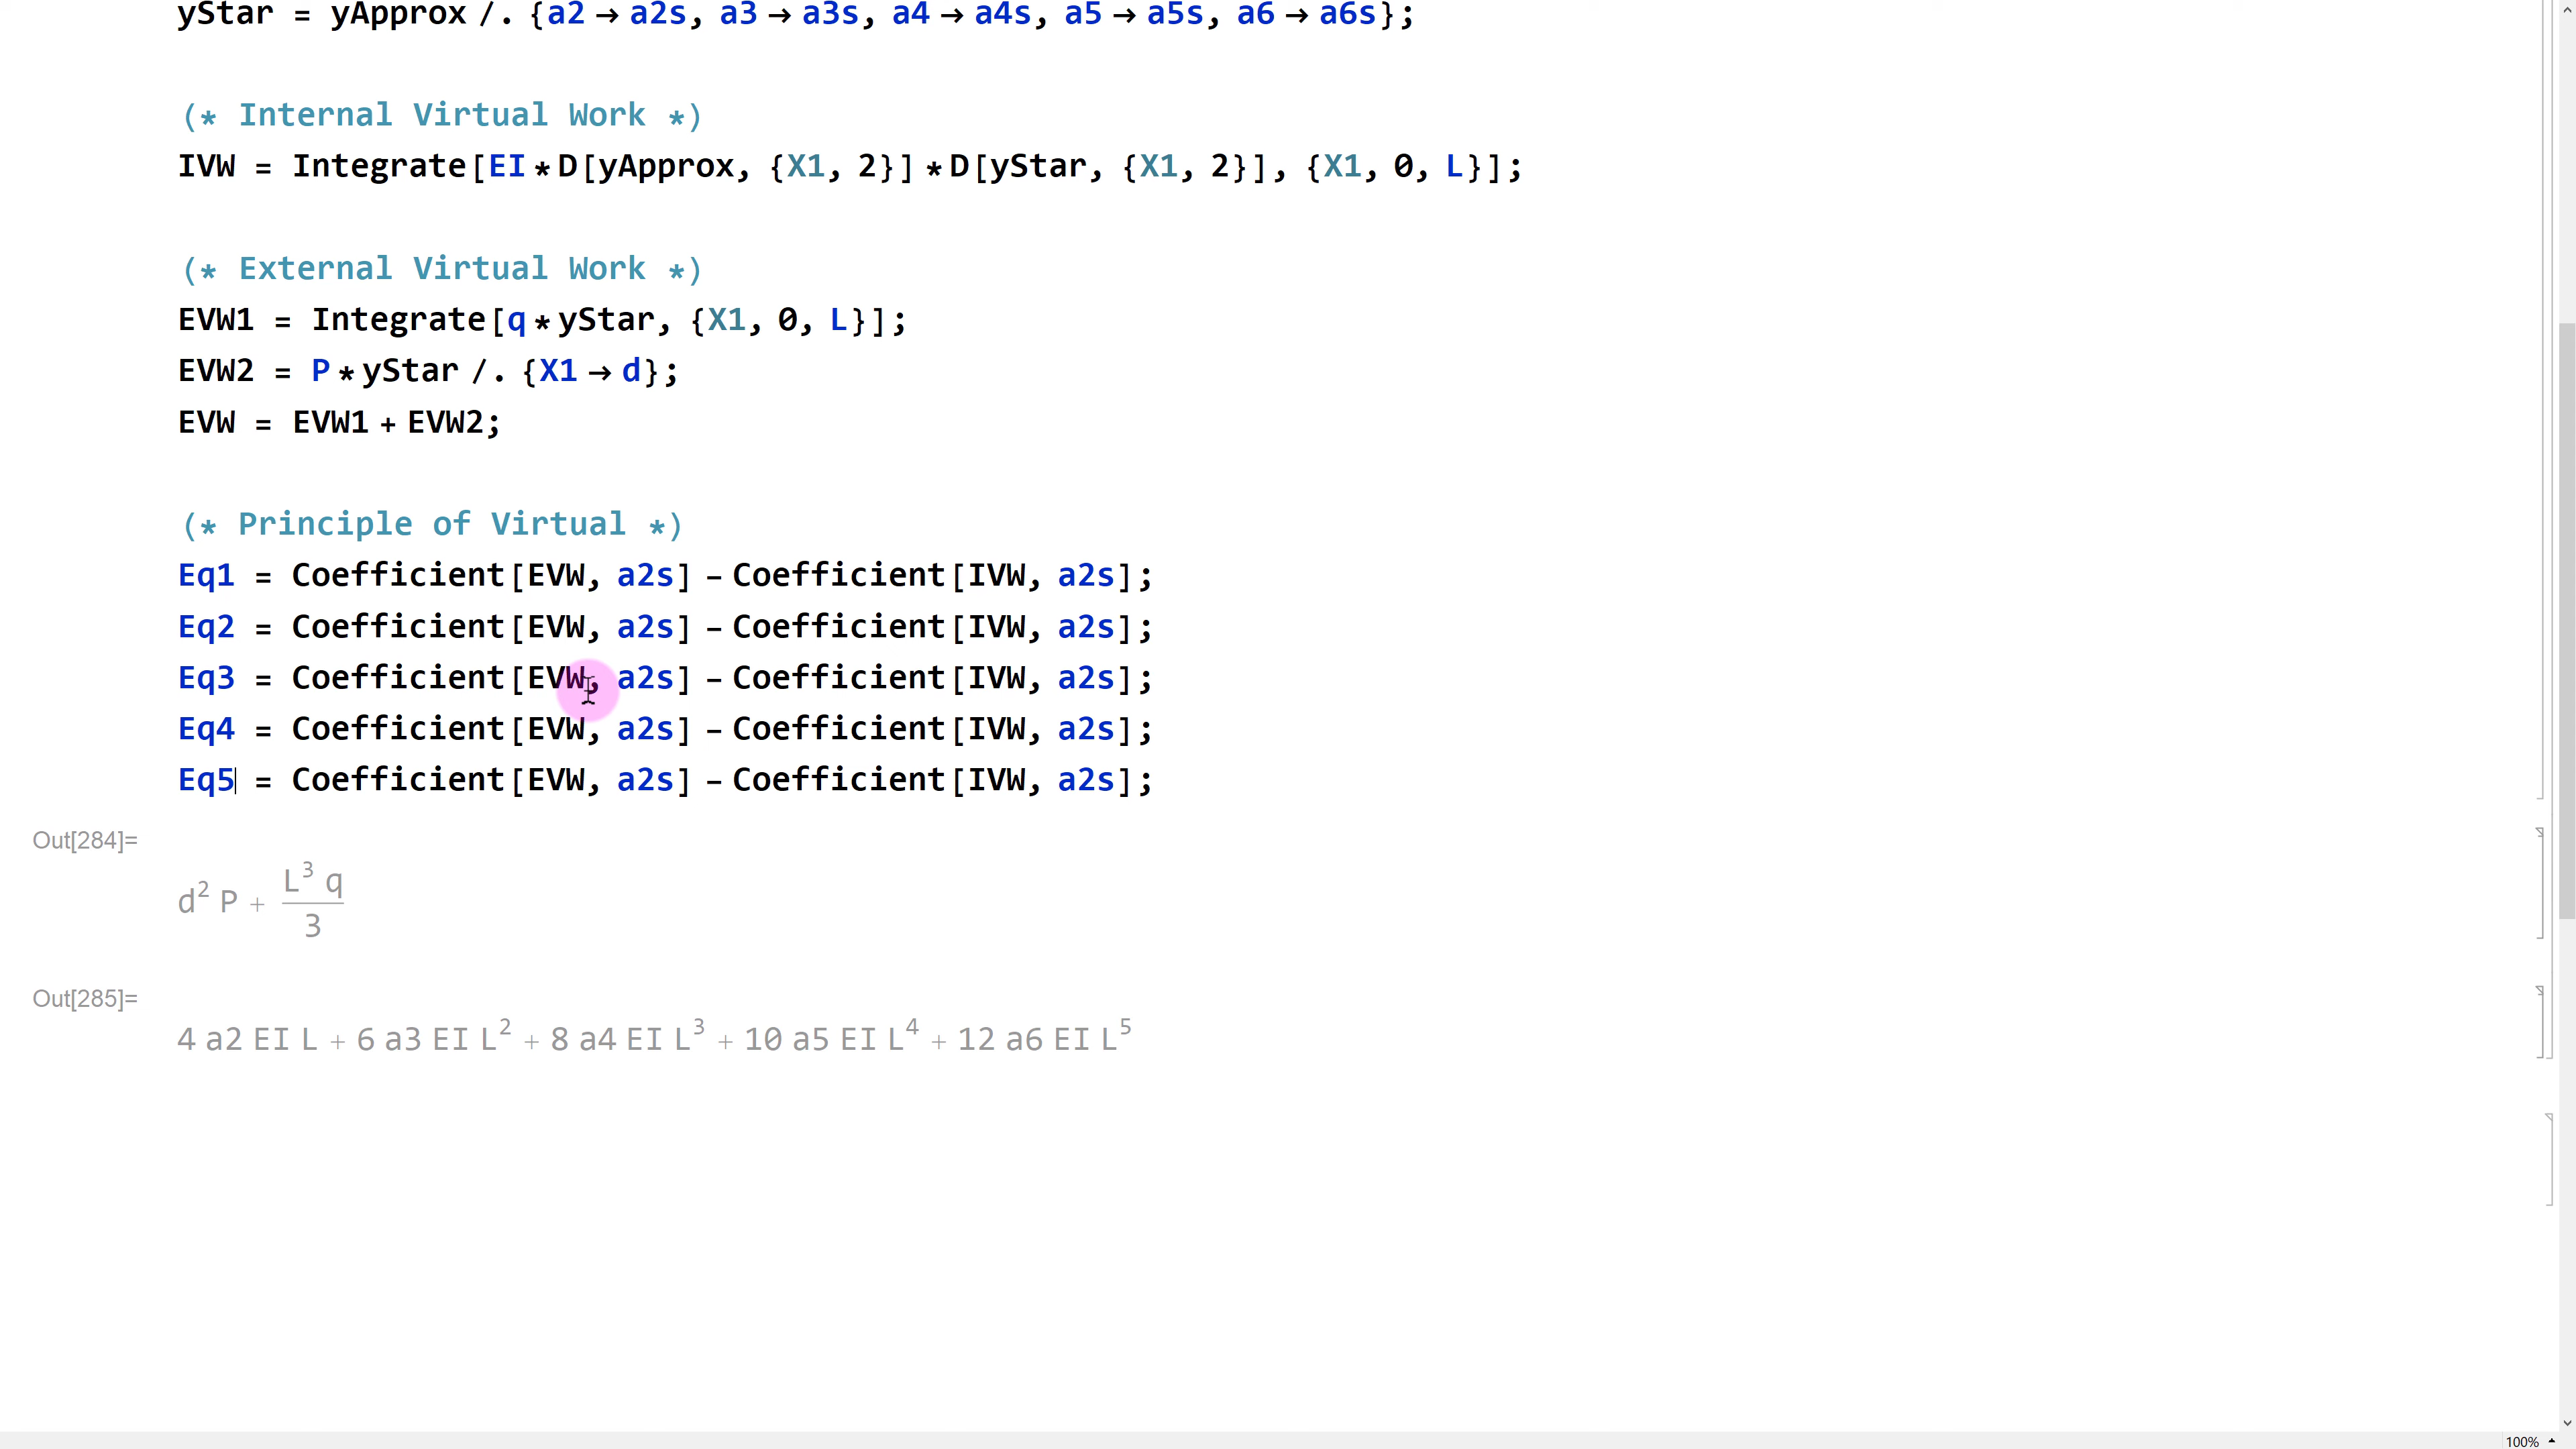 yStar = yApprox /. {a2 → a2s, a3 → a3s, a4 → a4s, a5 → a5s, a6 → a6s};
(* Internal Virtual Work *)
IVW = Integrate[EI * D[yApprox, {X1, 2}] * D[yStar, {X1, 2}], {X1, 0, L}];
(* External Virtual Work *)
EVW1 = Integrate[q * yStar, {X1, 0, L}];
EVW2 = P * yStar /. {X1 → d};
EVW = EVW1 + EVW2;
(* Principle of Virtual *)
Eq1 = Coefficient[EVW, a2s] - Coefficient[IVW, a2s];
Eq2 = Coefficient[EVW, a2s] - Coefficient[IVW, a2s];
Eq3 = Coefficient[EVW, a2s] - Coefficient[IVW, a2s];
Eq4 = Coefficient[EVW, a2s] - Coefficient[IVW, a2s];
Eq5 = Coefficient[EVW, a2s] - Coefficient[IVW, a2s];
Out[284]=
d² P + L³ q / 3
Out[285]=
4 a2 EI L + 6 a3 EI L² + 8 a4 EI L³ + 10 a5 EI L⁴ + 12 a6 EI L⁵
100%